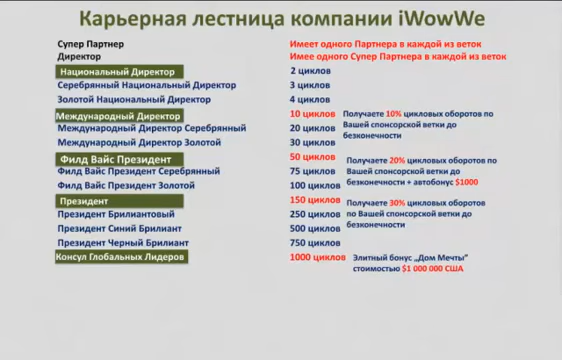 Карьерная лестница компании iWowWe
Супер Партнер Имеет одного Партнера в каждой из веток
Директор Имее одного Супер Партнера в каждой из веток
Национальный Директор 2 циклов
Серебрянный Национальный Директор 3 циклов
Золотой Национальный Директор 4 циклов
Международный Директор 10 циклов Получаете 10% цикловых оборотов по
Международный Директор Серебрянный 20 циклов Вашей спонсорской ветки до
Международный Директор Золотой 30 циклов безконечности
Филд Вайс Президент 50 циклов Получаете 20% цикловых оборотов по
Филд Вайс Президент Серебрянный 75 циклов Вашей спонсорской ветки до
Филд Вайс Президент Золотой 100 циклов безконечности + автобонус $1000
Президент 150 циклов Получаете 30% цикловых оборотов
Президент Брилиантовый 250 циклов по Вашей спонсорской ветки до
Президент Синий Брилиант 500 циклов безконечности
Президент Черный Брилиант 750 циклов
Консул Глобальных Лидеров 1000 циклов Элитный бонус „Дом Мечты”
стоимостью $1 000 000 США